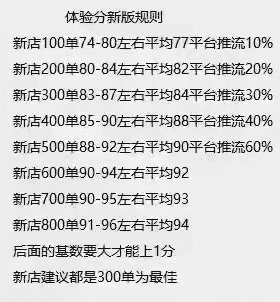 体验分新版规则
新店100单74-80左右平均77平台推流10%
新店200单80-84左右平均82平台推流20%
新店300单83-87左右平均84平台推流30%
新店400单85-90左右平均88平台推流40%
新店500单88-92左右平均90平台推流60%
新店600单90-94左右平均92
新店700单90-95左右平均93
新店800单91-96左右平均94
后面的基数要大才能上1分
新店建议都是300单为最佳